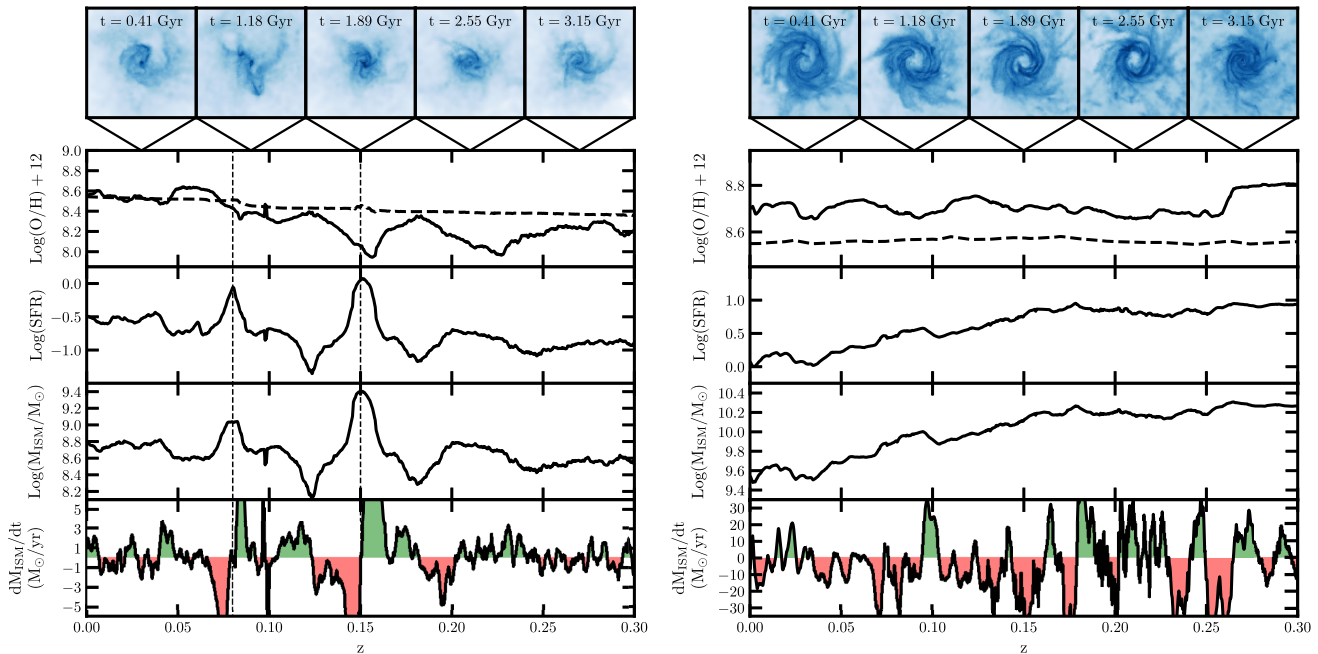 t = 0.41 Gyr t = 1.18 Gyr t = 1.89 Gyr t = 2.55 Gyr t = 3.15 Gyr
Log(O/H) + 12
9.0
8.6
8.4
8.2
8.0
Log(SFR)
0.0
−0.5
−1.0
Log(M_ISM/M_⊙)
9.4
9.2
9.0
8.8
8.6
8.4
8.2
dM_ISM/dt
(M_⊙/yr)
5
3
1
−1
−3
−5
0.00 0.05 0.10 0.15 0.20 0.25 0.30
z
t = 0.41 Gyr t = 1.18 Gyr t = 1.89 Gyr t = 2.55 Gyr t = 3.15 Gyr
Log(O/H) + 12
8.8
8.6
Log(SFR)
1.0
0.5
0.0
Log(M_ISM/M_⊙)
10.4
10.2
10.0
9.8
9.6
9.4
dM_ISM/dt
(M_⊙/yr)
30
20
10
0
−10
−20
−30
0.00 0.05 0.10 0.15 0.20 0.25 0.30
z